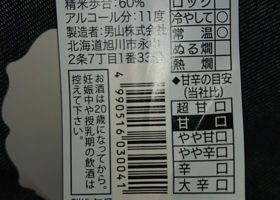 精米歩合:60%
アルコール分:11度
製造者:男山株式会社
北海道旭川市永山
2条7丁目1番33号
ロック
冷やして○
常温○
ぬる燗
熱燗
●甘辛の目安
(当社比)
超甘口
甘口
やや甘口
やや辛口
辛口
大辛口
お酒は20歳になってから。
妊娠中や授乳期の飲酒は
控えて下さい。
4990516030041